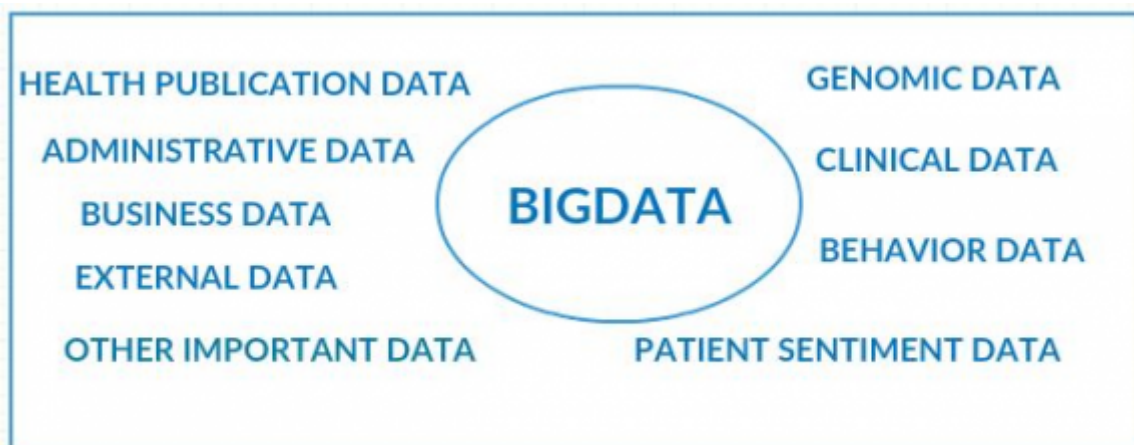 HEALTH PUBLICATION DATA
ADMINISTRATIVE DATA
BUSINESS DATA
EXTERNAL DATA
OTHER IMPORTANT DATA
BIGDATA
GENOMIC DATA
CLINICAL DATA
BEHAVIOR DATA
PATIENT SENTIMENT DATA